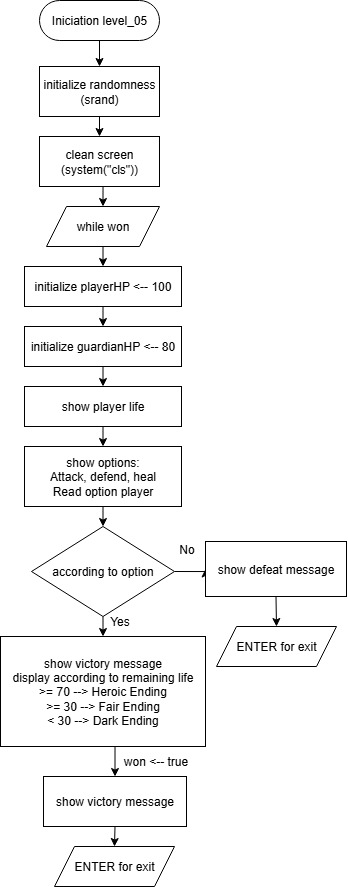 Iniciation level_05
initialize randomness
(srand)
clean screen
(system("cls"))
while won
initialize playerHP <-- 100
initialize guardianHP <-- 80
show player life
show options:
Attack, defend, heal
Read option player
according to option
No
show defeat message
ENTER for exit
Yes
show victory message
display according to remaining life
>= 70 --> Heroic Ending
>= 30 --> Fair Ending
< 30 --> Dark Ending
won <-- true
show victory message
ENTER for exit